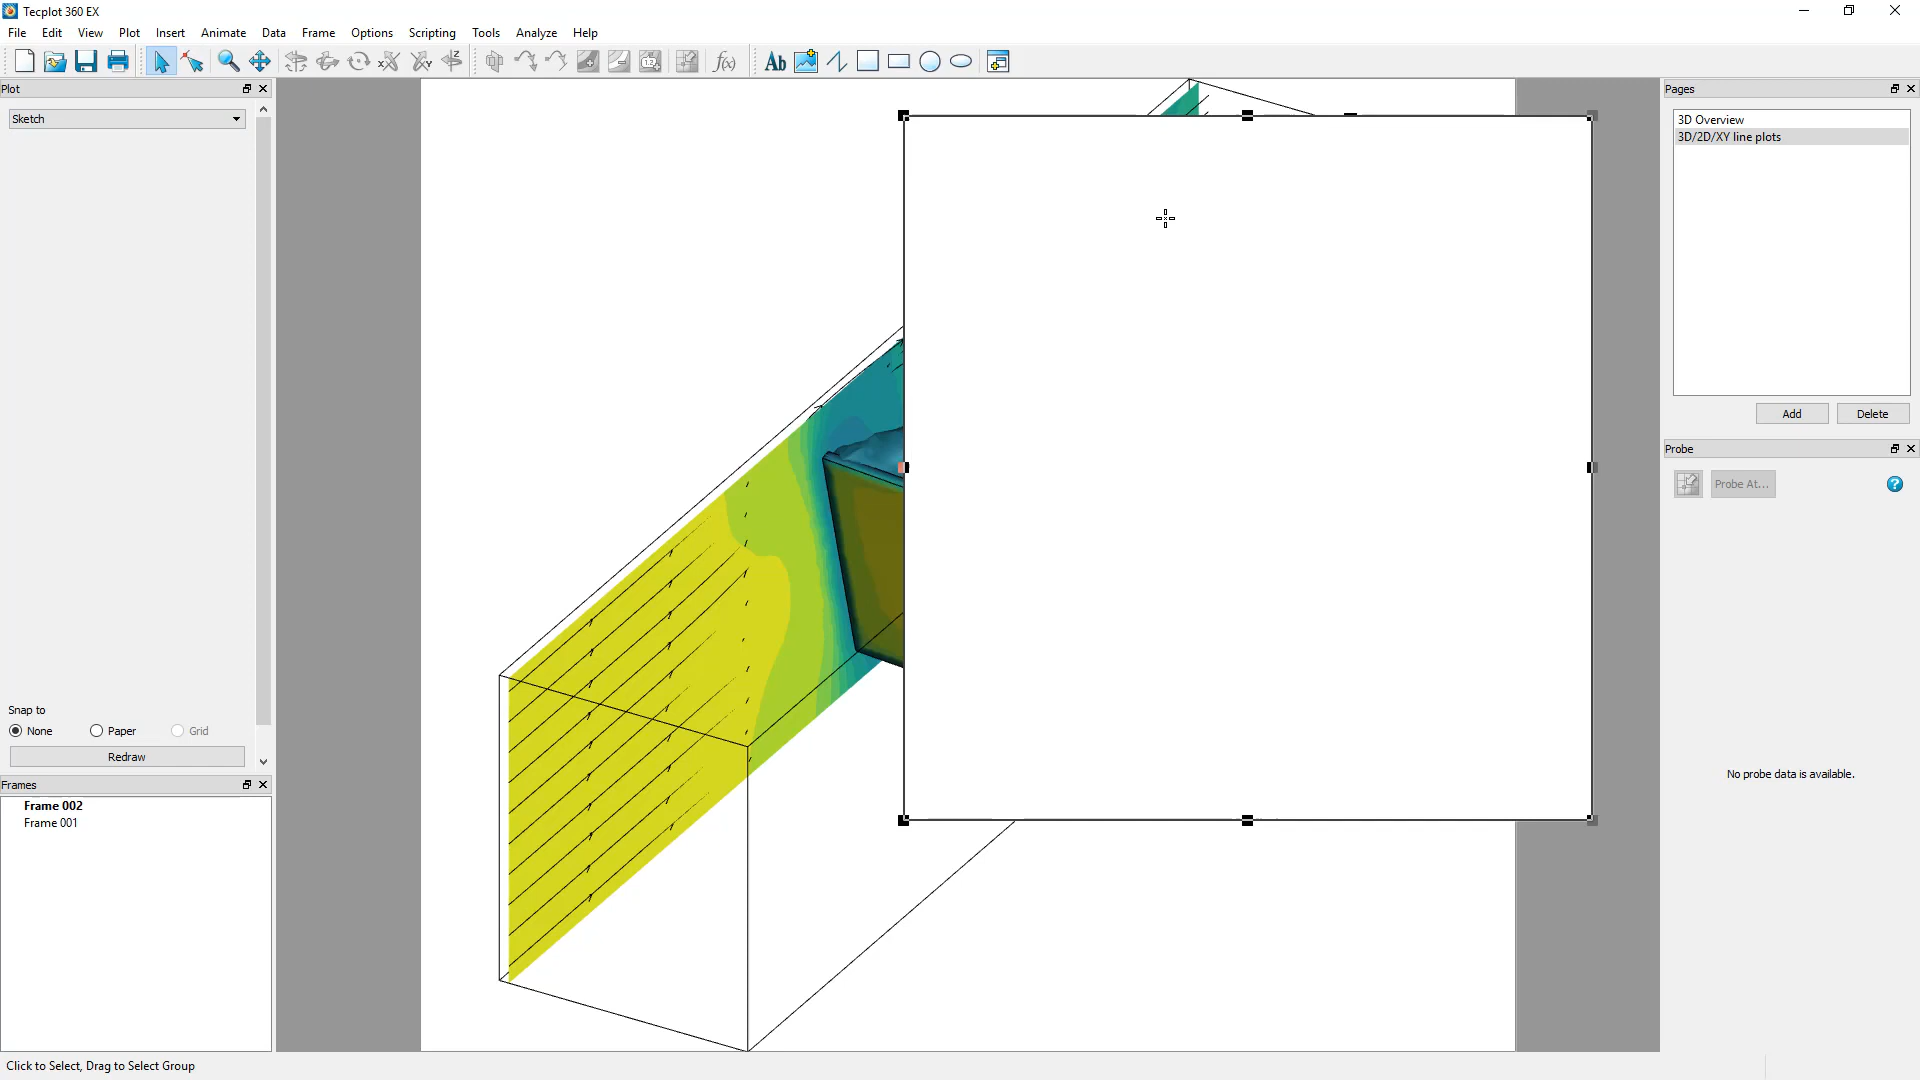 Tecplot 360 EX
File Edit View Plot Insert Animate Data Frame Options Scripting Tools Analyze Help
Ab
Plot
Sketch
Snap to
None Paper Grid
Redraw
Frames
Frame 002
Frame 001
Pages
3D Overview
3D/2D/XY line plots
Add Delete
Probe
Probe At...
No probe data is available.
Click to Select, Drag to Select Group